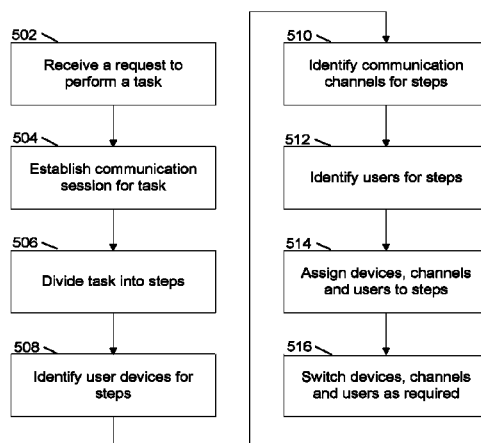 502
Receive a request to
perform a task
504
Establish communication
session for task
506
Divide task into steps
508
Identify user devices for
steps
510
Identify communication
channels for steps
512
Identify users for steps
514
Assign devices, channels
and users to steps
516
Switch devices, channels
and users as required